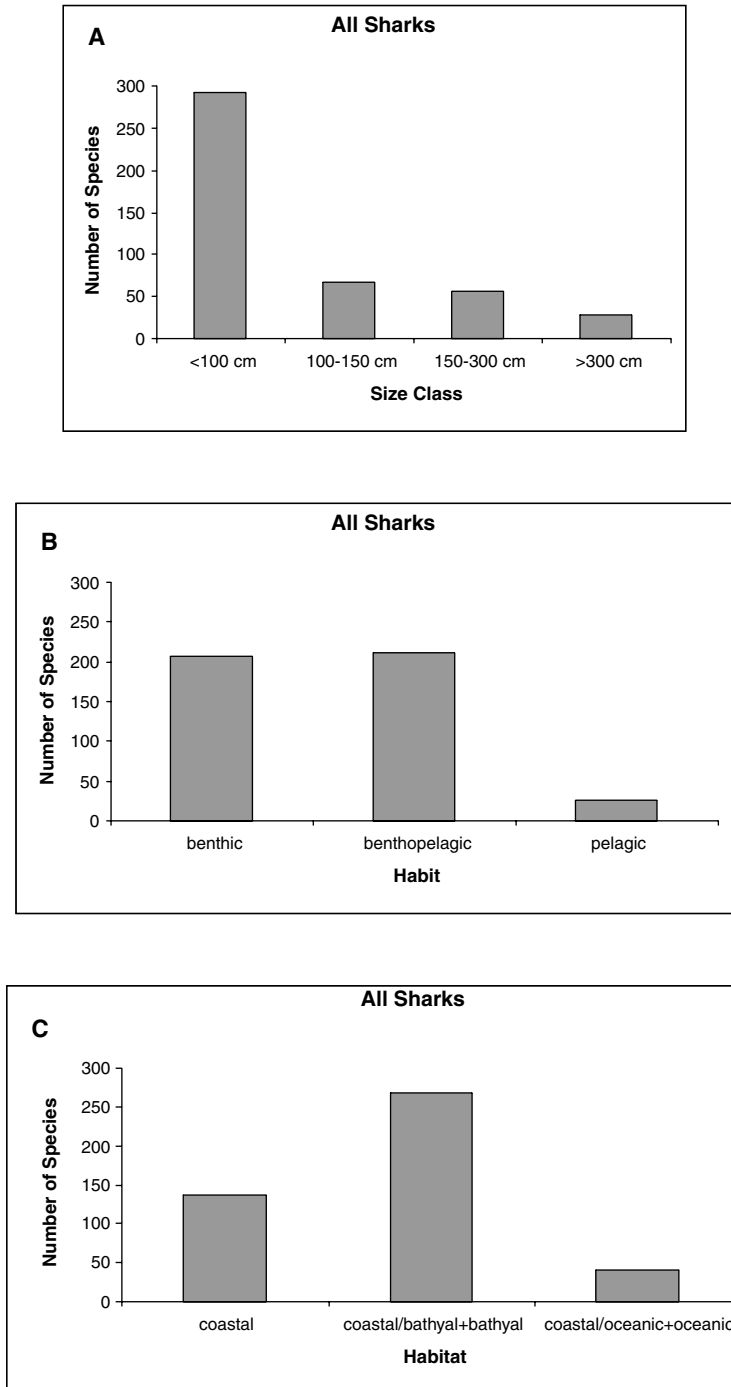 A
All Sharks
Number of Species
300
250
200
150
100
50
0
<100 cm 100-150 cm 150-300 cm >300 cm
Size Class
B
All Sharks
Number of Species
300
250
200
150
100
50
0
benthic benthopelagic pelagic
Habit
C
All Sharks
Number of Species
300
250
200
150
100
50
0
coastal coastal/bathyal+bathyal coastal/oceanic+oceanic
Habitat